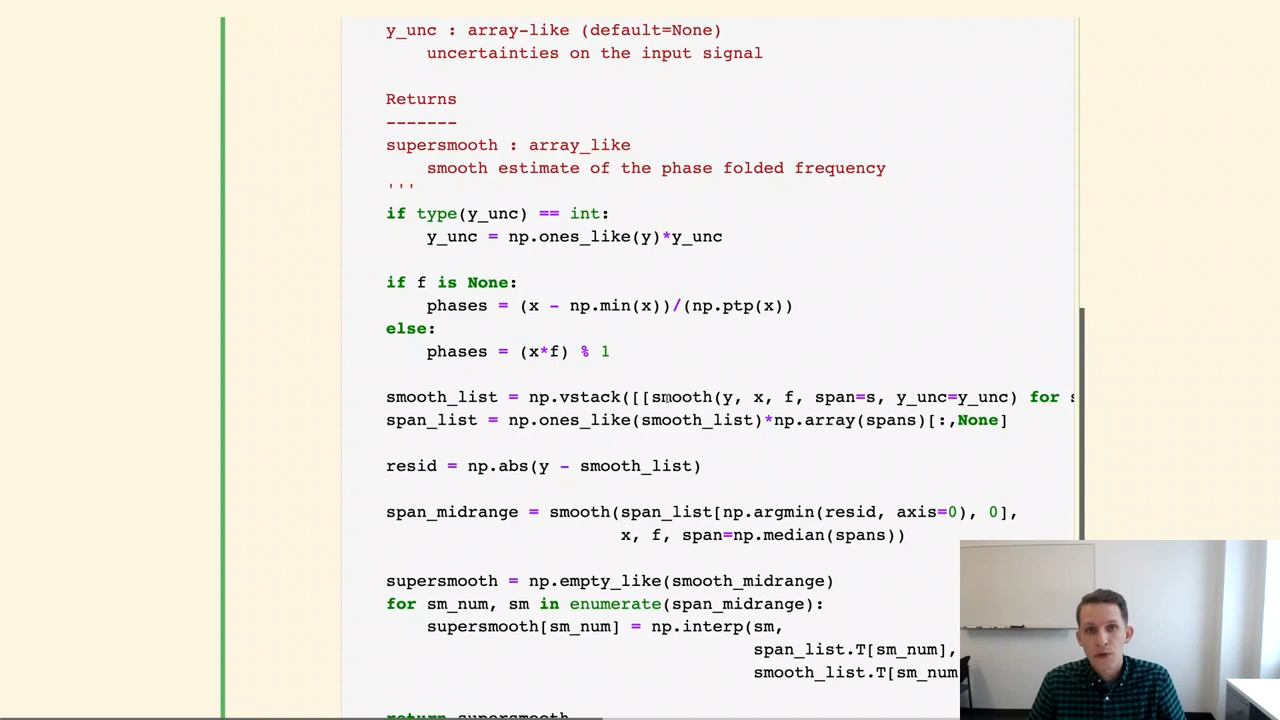 y_unc : array-like (default=None)
uncertainties on the input signal
Returns
-------
supersmooth : array_like
smooth estimate of the phase folded frequency
'''
if type(y_unc) == int:
y_unc = np.ones_like(y)*y_unc
if f is None:
phases = (x - np.min(x))/(np.ptp(x))
else:
phases = (x*f) % 1
smooth_list = np.vstack([[smooth(y, x, f, span=s, y_unc=y_unc) for s
span_list = np.ones_like(smooth_list)*np.array(spans)[:,None]
resid = np.abs(y - smooth_list)
span_midrange = smooth(span_list[np.argmin(resid, axis=0), 0],
x, f, span=np.median(spans))
supersmooth = np.empty_like(smooth_midrange)
for sm_num, sm in enumerate(span_midrange):
supersmooth[sm_num] = np.interp(sm,
span_list.T[sm_num],
smooth_list.T[sm_num
return supersmooth